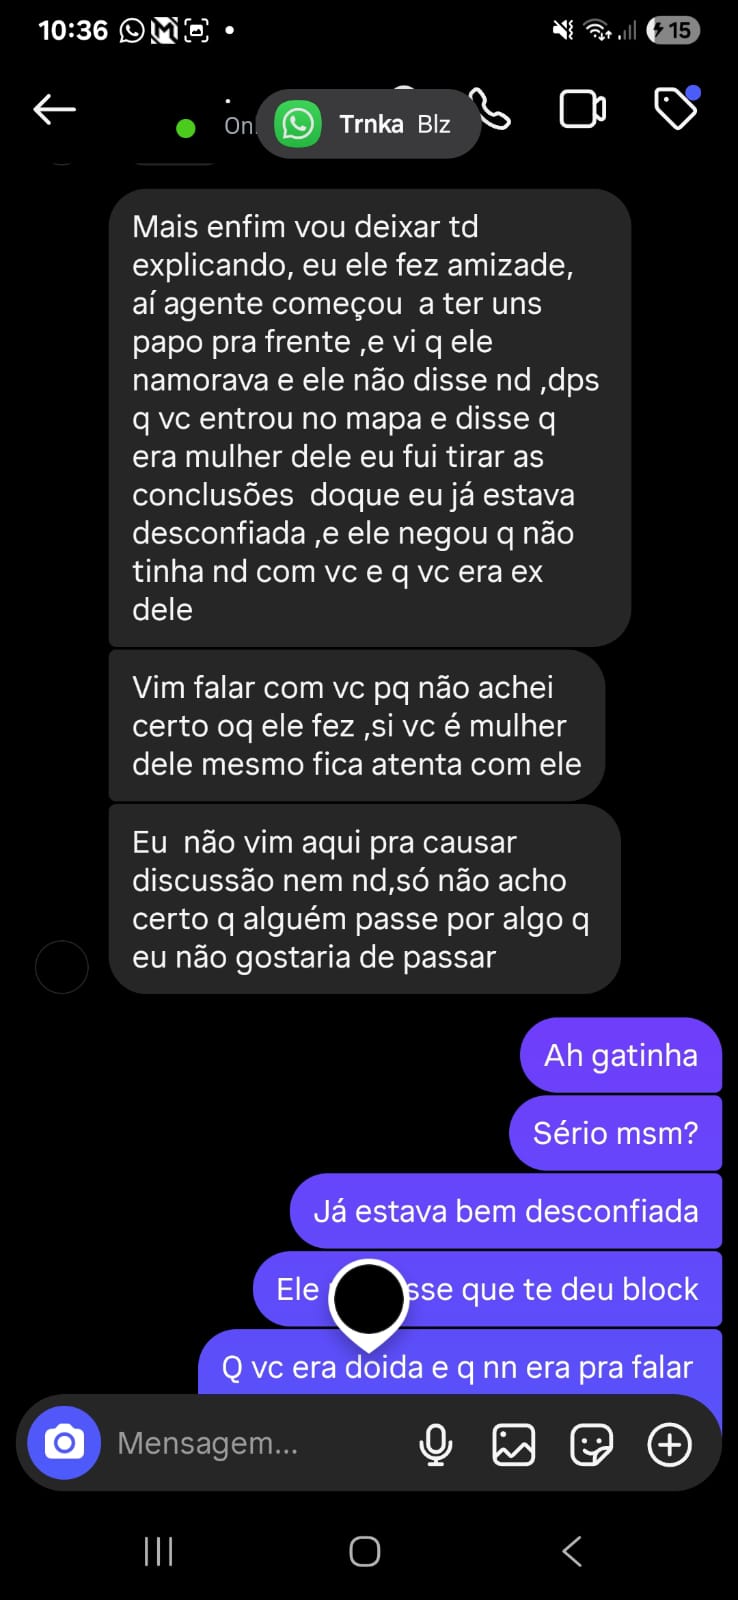 10:36
15
On
Trnka Blz
Mais enfim vou deixar td
explicando, eu ele fez amizade,
aí agente começou a ter uns
papo pra frente ,e vi q ele
namorava e ele não disse nd ,dps
q vc entrou no mapa e disse q
era mulher dele eu fui tirar as
conclusões doque eu já estava
desconfiada ,e ele negou q não
tinha nd com vc e q vc era ex
dele
Vim falar com vc pq não achei
certo oq ele fez ,si vc é mulher
dele mesmo fica atenta com ele
Eu não vim aqui pra causar
discussão nem nd,só não acho
certo q alguém passe por algo q
eu não gostaria de passar
Ah gatinha
Sério msm?
Já estava bem desconfiada
Ele sse que te deu block
Q vc era doida e q nn era pra falar
Mensagem...